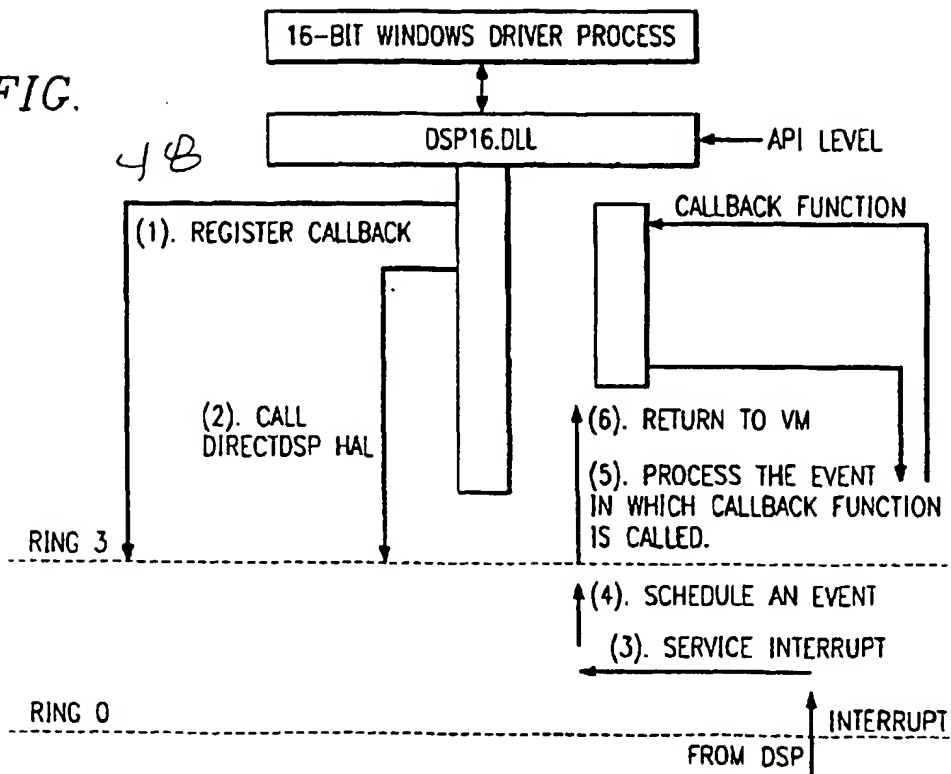 16-BIT WINDOWS DRIVER PROCESS
FIG.
48
DSP16.DLL
API LEVEL
(1). REGISTER CALLBACK
CALLBACK FUNCTION
(2). CALL
DIRECTDSP HAL
(6). RETURN TO VM
(5). PROCESS THE EVENT
IN WHICH CALLBACK FUNCTION
IS CALLED.
RING 3
(4). SCHEDULE AN EVENT
(3). SERVICE INTERRUPT
RING 0
INTERRUPT
FROM DSP